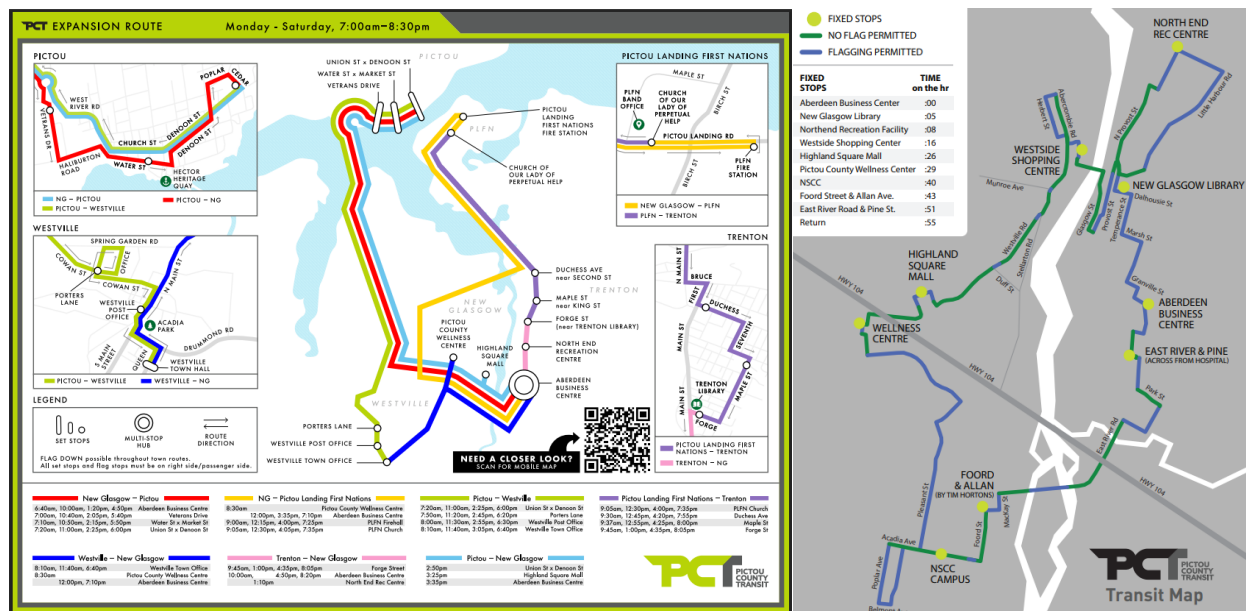 PCT EXPANSION ROUTE Monday - Saturday, 7:00am–8:30pm
PICTOU
POPLAR
CEDAR
WEST
RIVER RD
VETRANS DR
DENOON ST
CHURCH ST
DENOON ST
HALIBURTON
ROAD
WATER ST
HECTOR
HERITAGE
QUAY
NG – PICTOU
PICTOU – NG
PICTOU – WESTVILLE
WESTVILLE
SPRING GARDEN RD
COWAN ST
OFFICE
COWAN ST
N MAIN ST
PORTERS
LANE
WESTVILLE
POST
OFFICE
ACADIA
PARK
DRUMMOND RD
S MAIN
STREET
QUEEN
WESTVILLE
TOWN HALL
PICTOU – WESTVILLE
WESTVILLE – NG
LEGEND
SET STOPS
MULTI-STOP
HUB
ROUTE
DIRECTION
FLAG DOWN possible throughout town routes.
All set stops and flag stops must be on right side/passenger side.
UNION ST x DENOON ST
WATER ST x MARKET ST
VETRANS DRIVE
PICTOU
PLFN
PICTOU
LANDING
FIRST NATIONS
FIRE STATION
CHURCH OF
OUR LADY OF
PERPETUAL HELP
DUCHESS AVE
near SECOND ST
TRENTON
MAPLE ST
near KING ST
FORGE ST
(near TRENTON LIBRARY)
NEW
GLASGOW
PICTOU
COUNTY
WELLNESS
CENTRE
HIGHLAND
SQUARE
MALL
NORTH END
RECREATION
CENTRE
ABERDEEN
BUSINESS
CENTRE
WESTVILLE
PORTERS LANE
WESTVILLE POST OFFICE
WESTVILLE TOWN OFFICE
NEED A CLOSER LOOK?
SCAN FOR MOBILE MAP
PICTOU LANDING FIRST NATIONS
MAPLE ST
PLFN
BAND
OFFICE
CHURCH OF
OUR LADY OF
PERPETUAL
HELP
BIRCH ST
PICTOU LANDING RD
BIRCH ST
PLFN
FIRE
STATION
NEW GLASGOW – PLFN
PLFN – TRENTON
TRENTON
N MAIN ST
BRUCE
FIRST
DUCHESS
SEVENTH
MAIN ST
MAPLE ST
TRENTON
LIBRARY
MAIN ST
FORGE
PICTOU LANDING FIRST
NATIONS – TRENTON
TRENTON – NG
New Glasgow – Pictou
6:40am, 10:00am, 1:20pm, 4:50pm Aberdeen Business Centre
7:00am, 10:40am, 2:05pm, 5:40pm Veterans Drive
7:10am, 10:50am, 2:15pm, 5:50pm Water St x Market St
7:20am, 11:00am, 2:25pm, 6:00pm Union St x Denoon St
NG – Pictou Landing First Nations
8:30am Pictou County Wellness Centre
12:00pm, 3:35pm, 7:10pm Aberdeen Business Centre
9:00am, 12:15pm, 4:00pm, 7:25pm PLFN Firehall
9:05am, 12:30pm, 4:05pm, 7:35pm PLFN Church
Pictou – Westville
7:20am, 11:00am, 2:25pm, 6:00pm Union St x Denoon St
7:50am, 11:20am, 2:45pm, 6:20pm Porters Lane
8:00am, 11:30am, 2:55pm, 6:30pm Westville Post Office
8:10am, 11:40am, 3:05pm, 6:40pm Westville Town Office
Pictou Landing First Nations – Trenton
9:05am, 12:30pm, 4:00pm, 7:35pm PLFN Church
9:30am, 12:45pm, 4:20pm, 7:55pm Duchess Ave
9:37am, 12:55pm, 4:25pm, 8:00pm Maple St
9:45am, 1:00pm, 4:35pm, 8:05pm Forge St
Westville – New Glasgow
8:10am, 11:40am, 6:40pm Westville Town Office
8:30am Pictou County Wellness Centre
12:00pm, 7:10pm Aberdeen Business Centre
Trenton – New Glasgow
9:45am, 1:00pm, 4:35pm, 8:05pm Forge Street
10:00am, 4:50pm, 8:20pm Aberdeen Business Centre
1:10pm North End Rec Centre
Pictou – New Glasgow
2:50pm Union St x Denoon St
3:25pm Highland Square Mall
3:35pm Aberdeen Business Centre
PCT PICTOU
COUNTY
TRANSIT
FIXED STOPS
NO FLAG PERMITTED
FLAGGING PERMITTED
FIXED STOPS TIME on the hr
Aberdeen Business Center :00
New Glasgow Library :05
Northend Recreation Facility :08
Westside Shopping Center :16
Highland Square Mall :26
Pictou County Wellness Center :29
NSCC :40
Foord Street & Allan Ave. :43
East River Road & Pine St. :51
Return :55
NORTH END
REC CENTRE
Abercrombie Rd
Herbert St
N Provost St
Little Harbour Rd
WESTSIDE
SHOPPING
CENTRE
Munroe Ave
NEW GLASGOW LIBRARY
Dalhousie St
Glasgow St
Provost St
Temperance St
Marsh St
Westville Rd
Stellarton Rd
HIGHLAND
SQUARE
MALL
Duff St
Granville St
HWY 104
ABERDEEN
BUSINESS
CENTRE
WELLNESS
CENTRE
EAST RIVER & PINE
(ACROSS FROM HOSPITAL)
HWY 104
Park St
East River Rd
HWY 104
FOORD
& ALLAN
(BY TIM HORTONS)
Pleasant St
MacKay St
Foord St
Acadia Ave
Poplar Ave
NSCC
CAMPUS
PCT PICTOU
COUNTY
TRANSIT
Transit Map